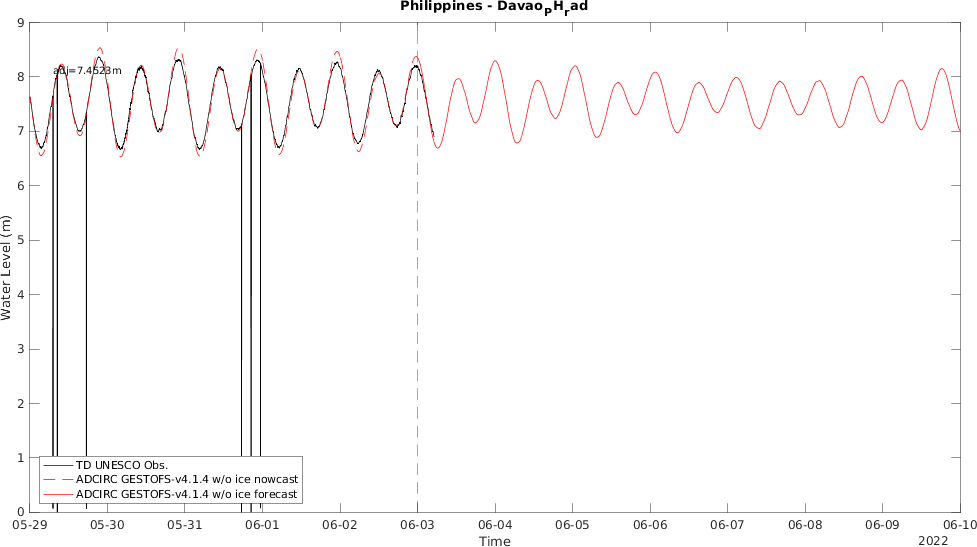 Philippines - Davao_PH_rad
9
8
7
6
5
4
3
2
1
0
adj=7.4523m
Water Level (m)
TD UNESCO Obs.
ADCIRC GESTOFS-v4.1.4 w/o ice nowcast
ADCIRC GESTOFS-v4.1.4 w/o ice forecast
05-29 05-30 05-31 06-01 06-02 06-03 06-04 06-05 06-06 06-07 06-08 06-09 06-10
Time
2022